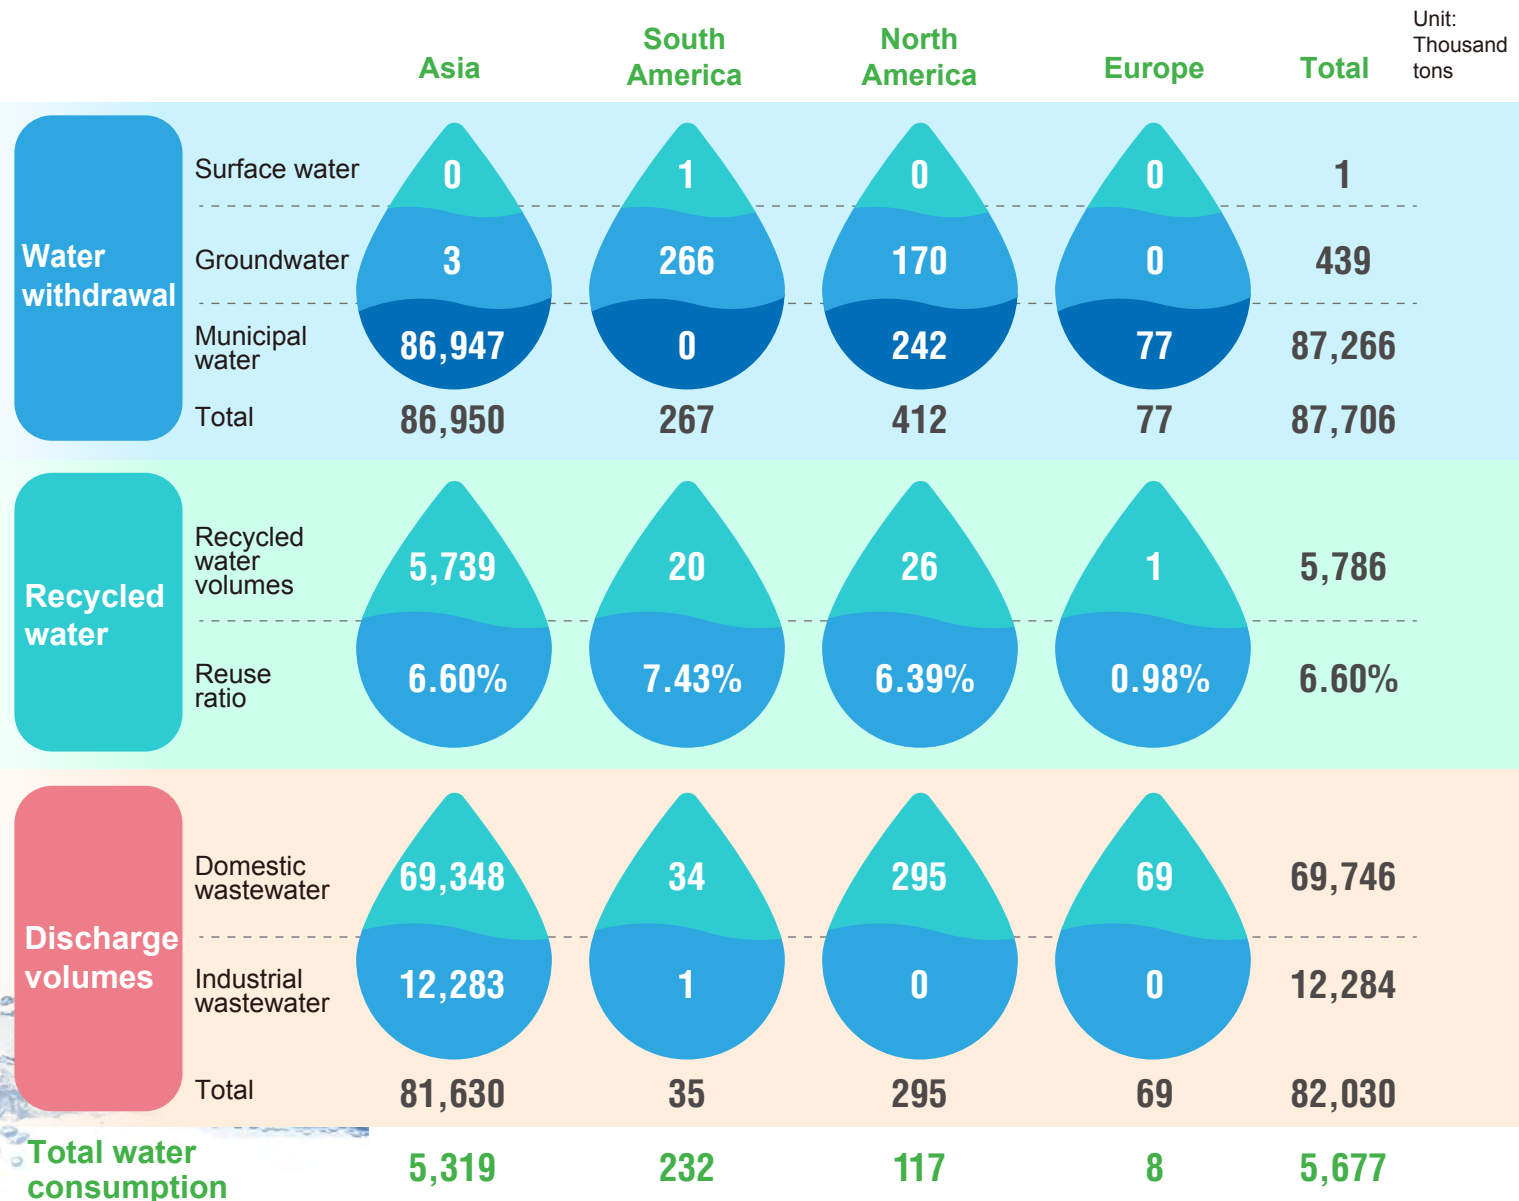 Unit:
Thousand
tons
Asia
South
America
North
America
Europe
Total
Water
withdrawal
Surface water
0
1
0
0
1
Groundwater
3
266
170
0
439
Municipal
water
86,947
0
242
77
87,266
Total
86,950
267
412
77
87,706
Recycled
water
Recycled
water
volumes
5,739
20
26
1
5,786
Reuse
ratio
6.60%
7.43%
6.39%
0.98%
6.60%
Discharge
volumes
Domestic
wastewater
69,348
34
295
69
69,746
Industrial
wastewater
12,283
1
0
0
12,284
Total
81,630
35
295
69
82,030
Total water
consumption
5,319
232
117
8
5,677